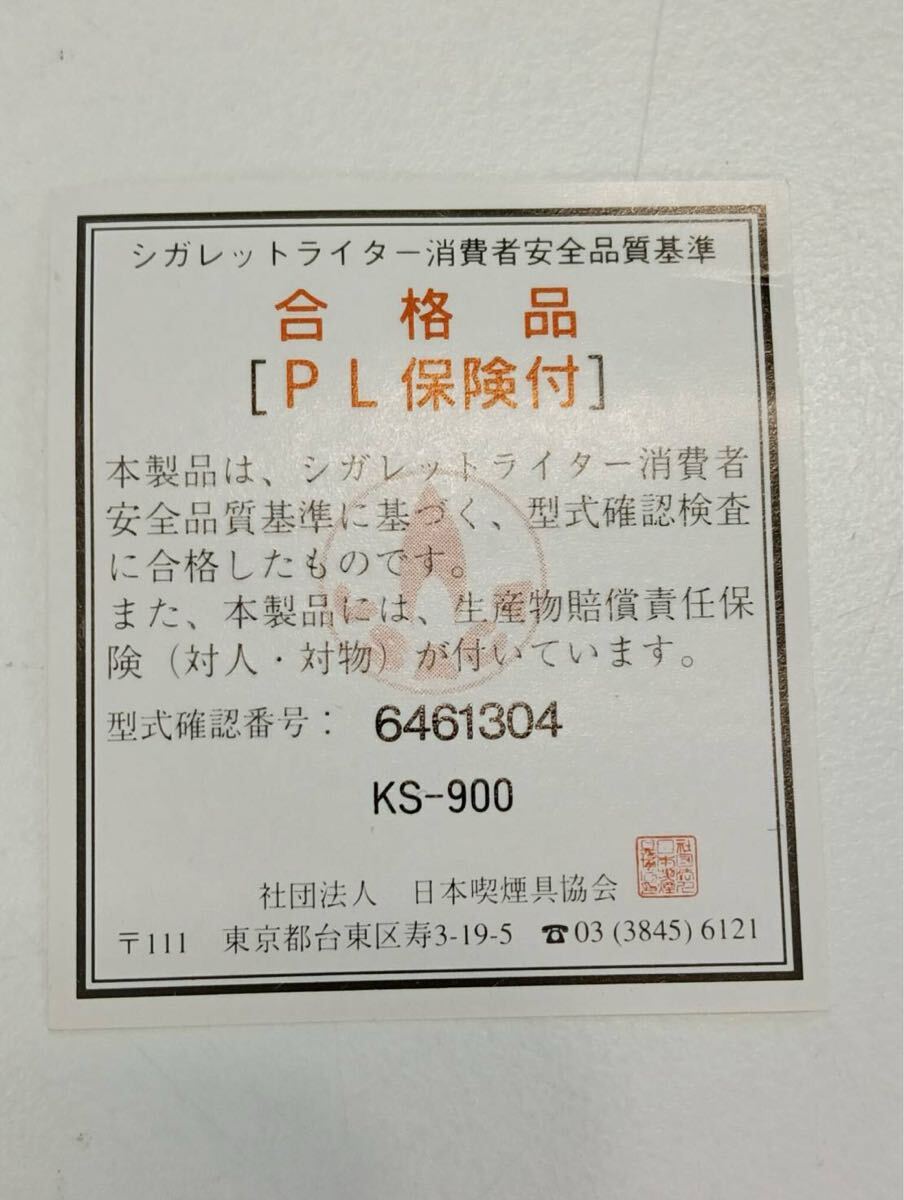 シガレットライター消費者安全品質基準
合格品
[PL保険付]
本製品は、シガレットライター消費者
安全品質基準に基づく、型式確認検査
に合格したものです。
また、本製品には、生産物賠償責任保
険（対人・対物）が付いています。
型式確認番号： 6461304
KS-900
社団法人 日本喫煙具協会
〒111 東京都台東区寿3-19-5 ☎03 (3845) 6121